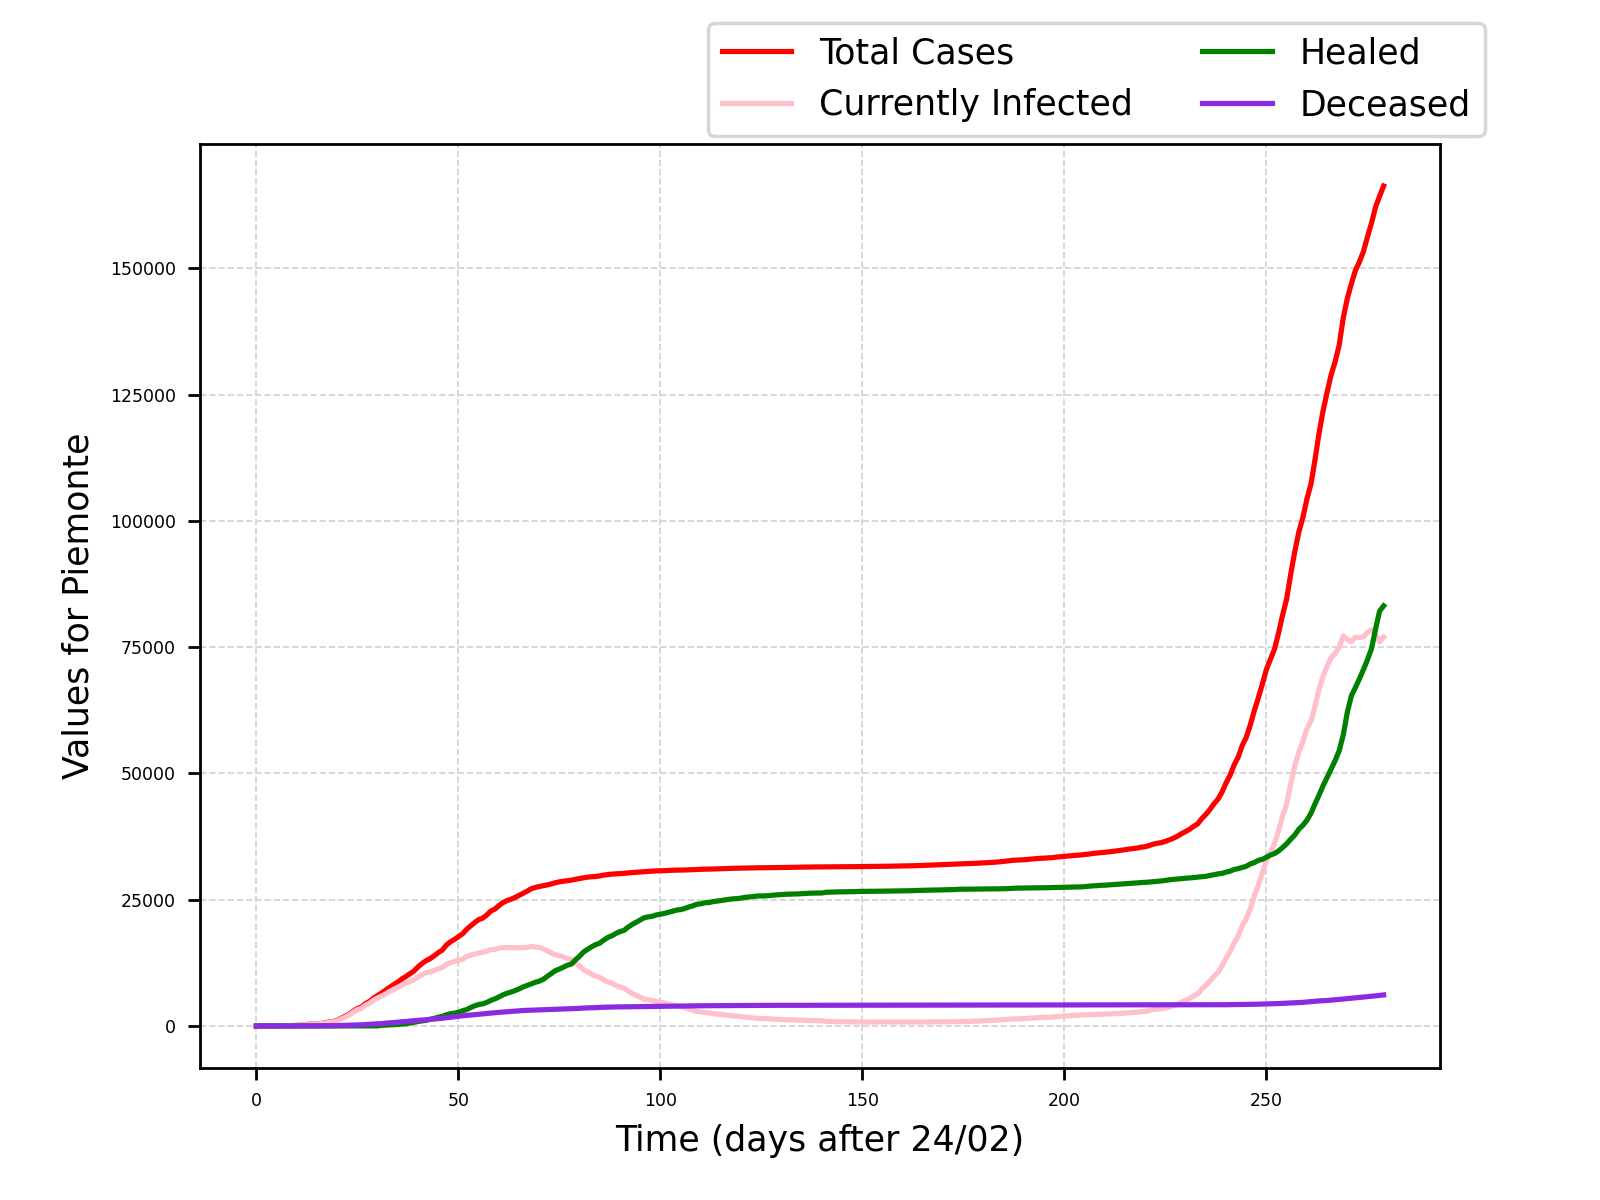 Total Cases
Currently Infected
Healed
Deceased
150000
125000
100000
75000
50000
25000
0
Values for Piemonte
0 50 100 150 200 250
Time (days after 24/02)